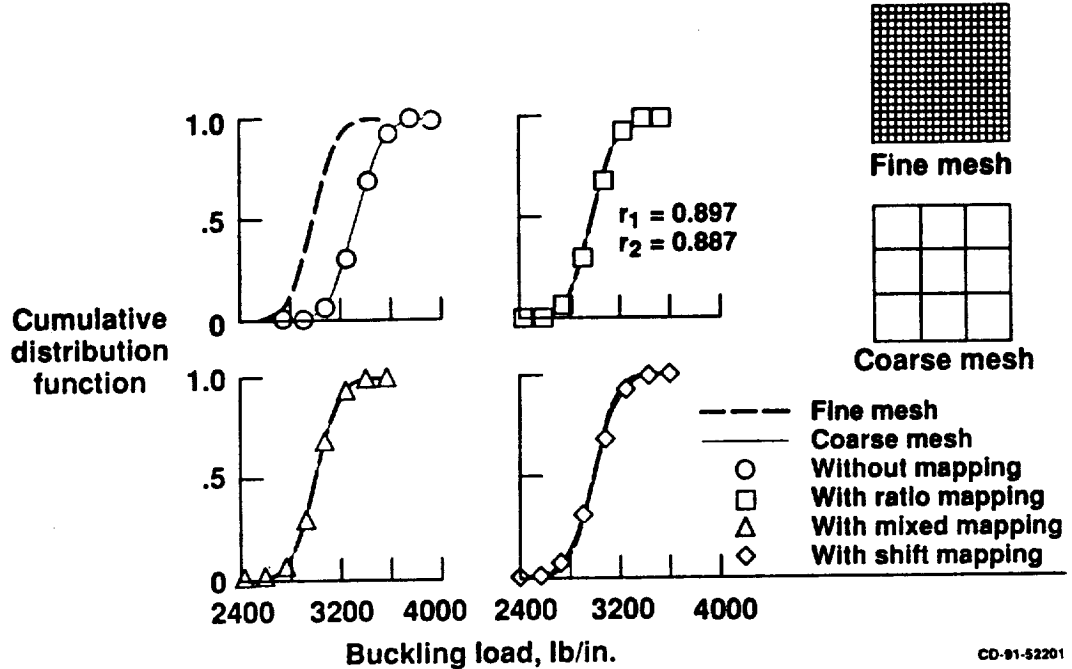 1.0
.5
0
r1 = 0.897
r2 = 0.887
Fine mesh
Coarse mesh
Cumulative
distribution
function
1.0
.5
0
2400 3200 4000
2400 3200 4000
Buckling load, lb/in.
Fine mesh
Coarse mesh
Without mapping
With ratio mapping
With mixed mapping
With shift mapping
CD-91-52201